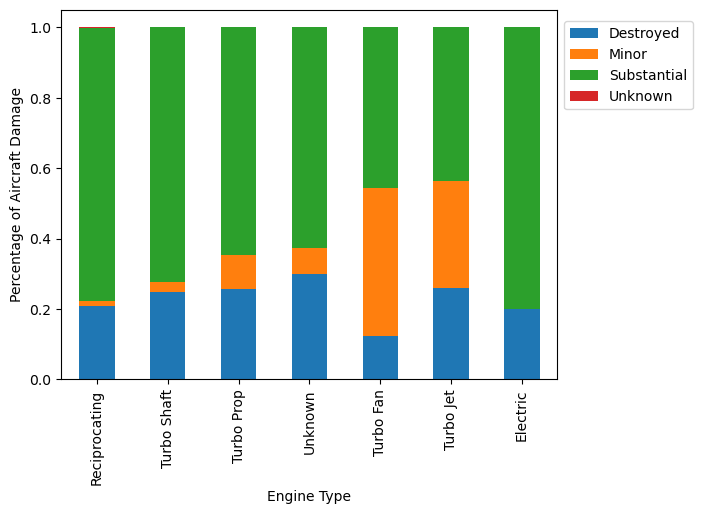 1.0
0.8
0.6
0.4
0.2
0.0
Percentage of Aircraft Damage
Reciprocating
Turbo Shaft
Turbo Prop
Unknown
Turbo Fan
Turbo Jet
Electric
Engine Type
Destroyed
Minor
Substantial
Unknown